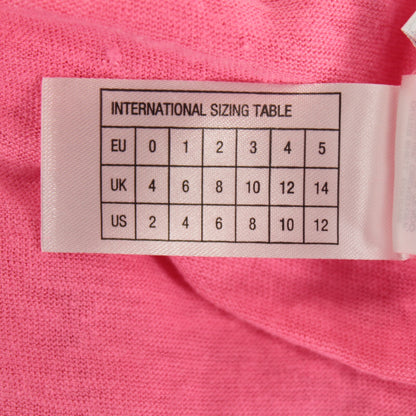 INTERNATIONAL SIZING TABLE
EU 0 1 2 3 4 5
UK 4 6 8 10 12 14
US 2 4 6 8 10 12